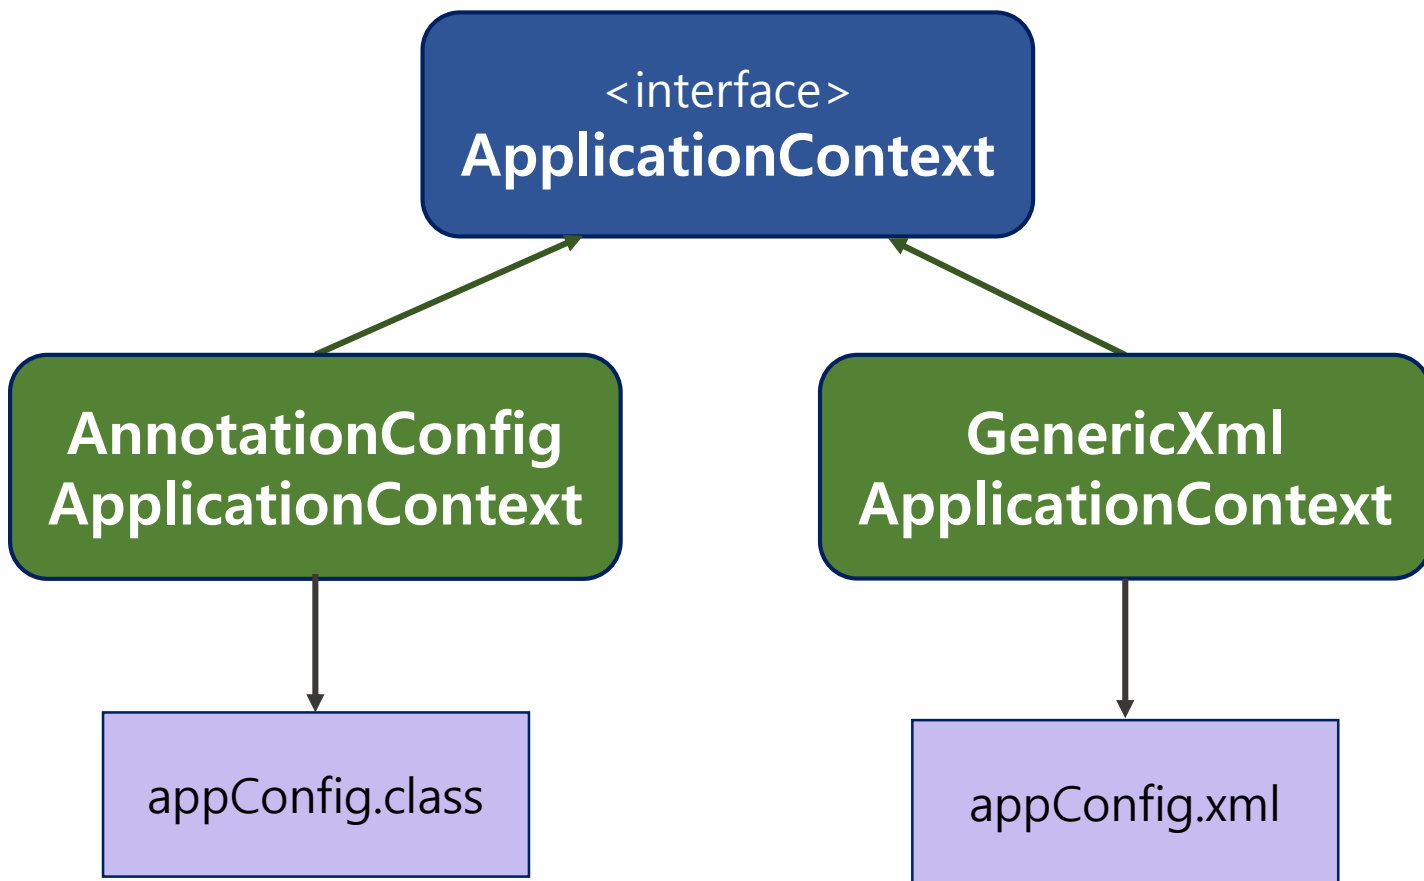 <interface>
ApplicationContext
AnnotationConfig
ApplicationContext
GenericXml
ApplicationContext
appConfig.class
appConfig.xml